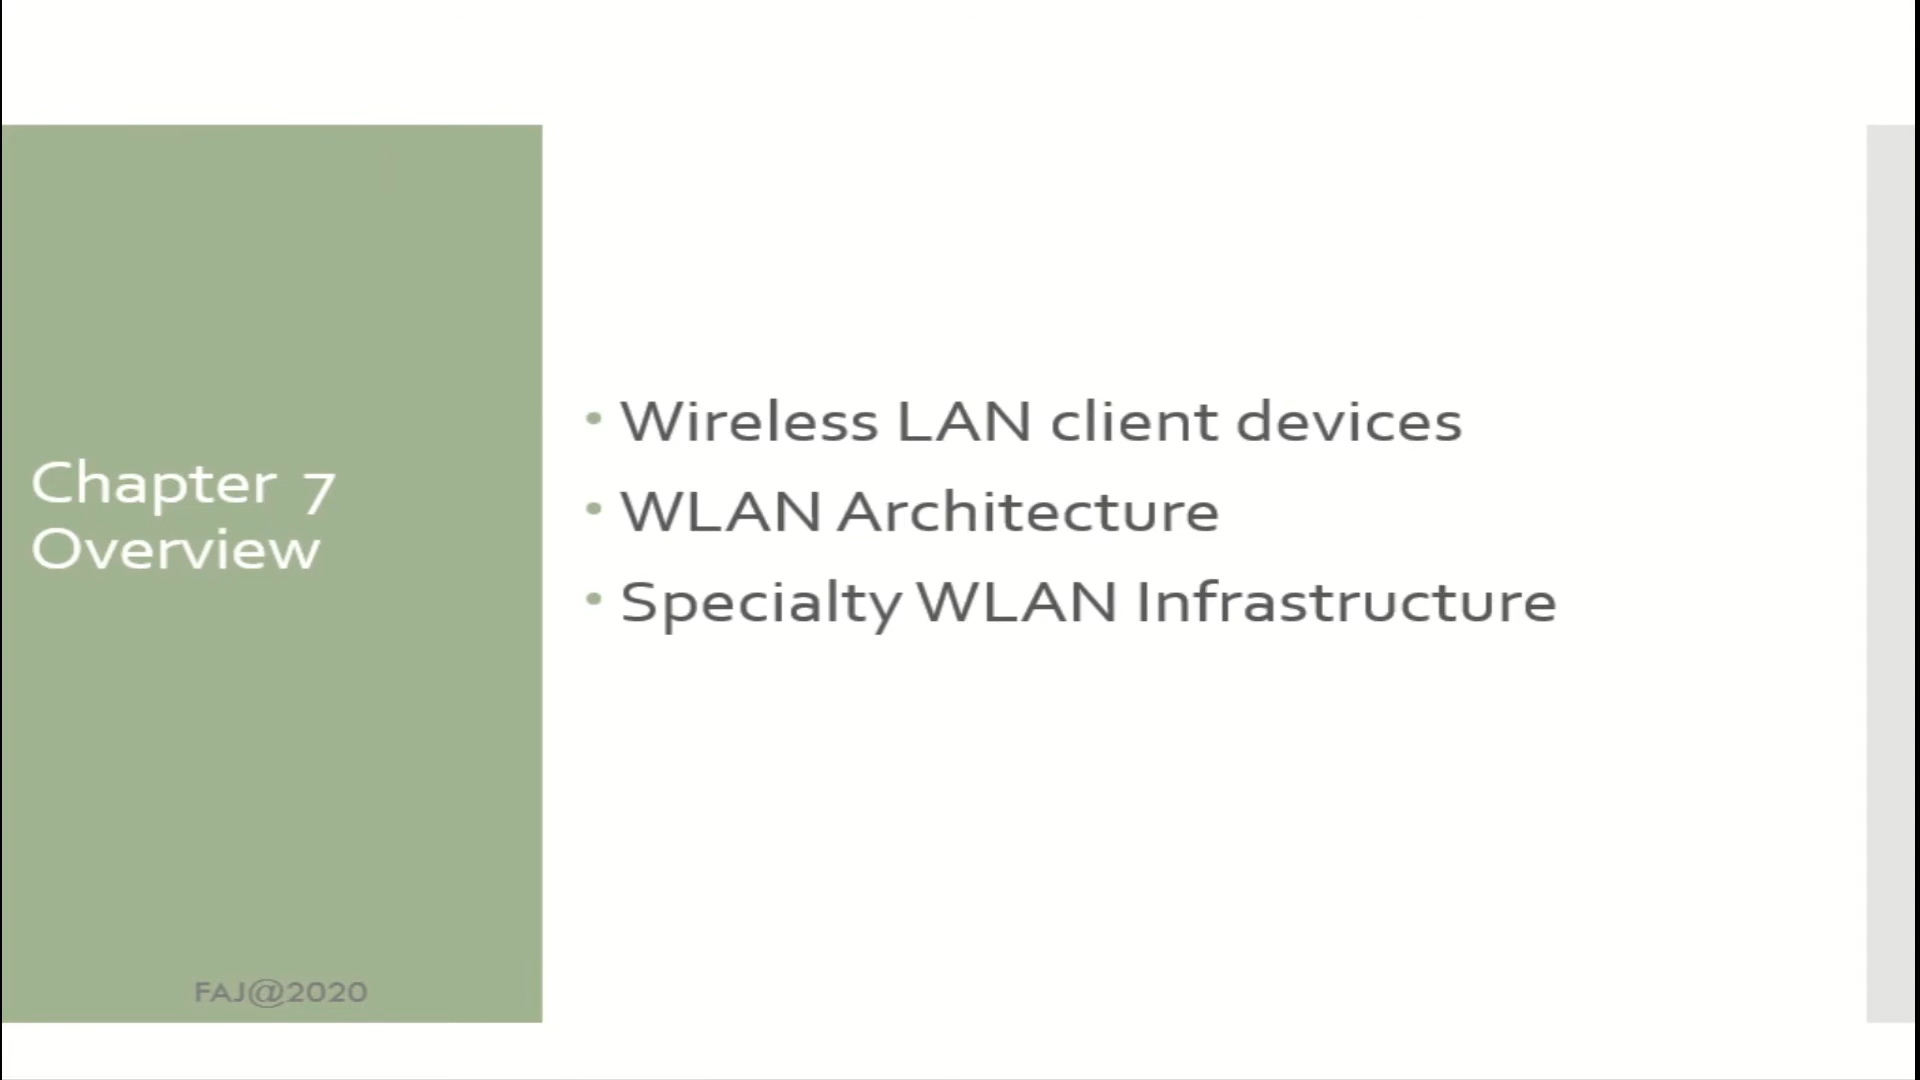 Chapter 7
Overview
• Wireless LAN client devices
• WLAN Architecture
• Specialty WLAN Infrastructure
FAJ@2020